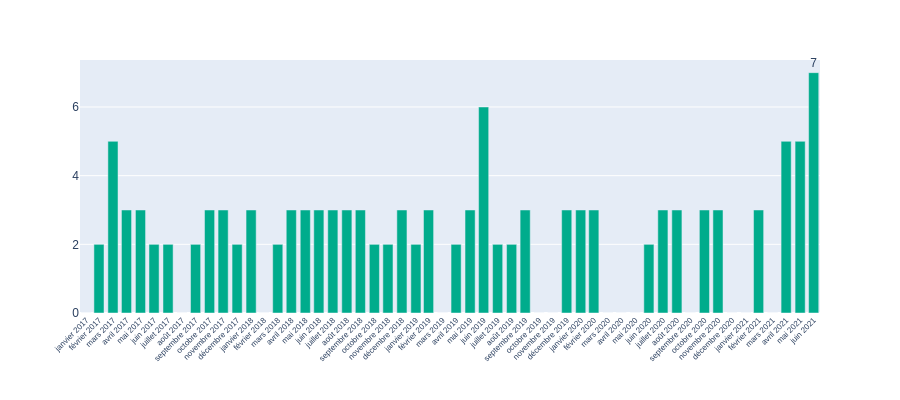 7
6
4
2
0
janvier 2017
février 2017
mars 2017
avril 2017
mai 2017
juin 2017
juillet 2017
août 2017
septembre 2017
octobre 2017
novembre 2017
décembre 2017
janvier 2018
février 2018
mars 2018
avril 2018
mai 2018
juin 2018
juillet 2018
août 2018
septembre 2018
octobre 2018
novembre 2018
décembre 2018
janvier 2019
février 2019
mars 2019
avril 2019
mai 2019
juin 2019
juillet 2019
août 2019
septembre 2019
octobre 2019
novembre 2019
décembre 2019
janvier 2020
février 2020
mars 2020
avril 2020
mai 2020
juin 2020
juillet 2020
août 2020
septembre 2020
octobre 2020
novembre 2020
décembre 2020
janvier 2021
février 2021
mars 2021
avril 2021
mai 2021
juin 2021